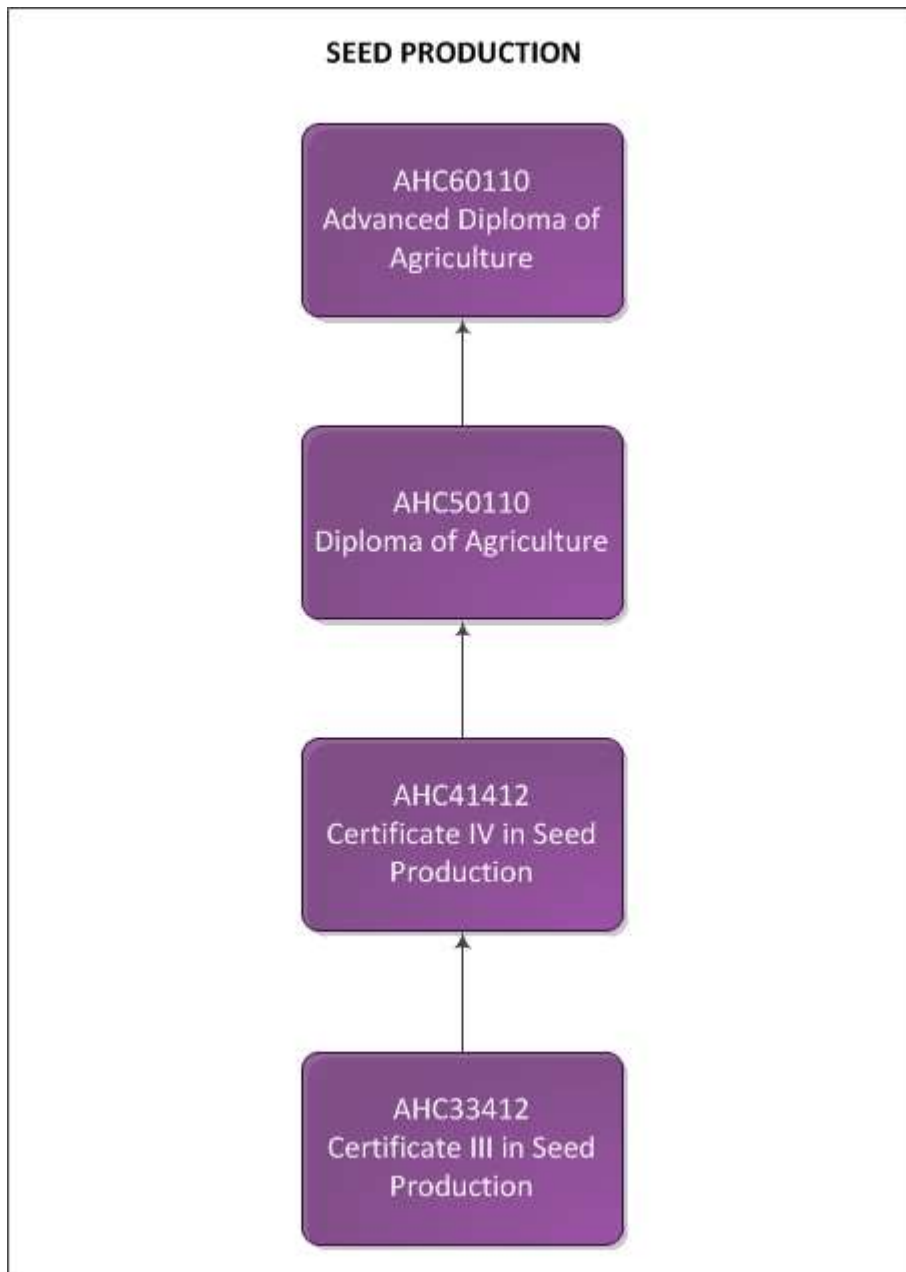 SEED PRODUCTION
AHC60110
Advanced Diploma of
Agriculture
AHC50110
Diploma of Agriculture
AHC41412
Certificate IV in Seed
Production
AHC33412
Certificate III in Seed
Production